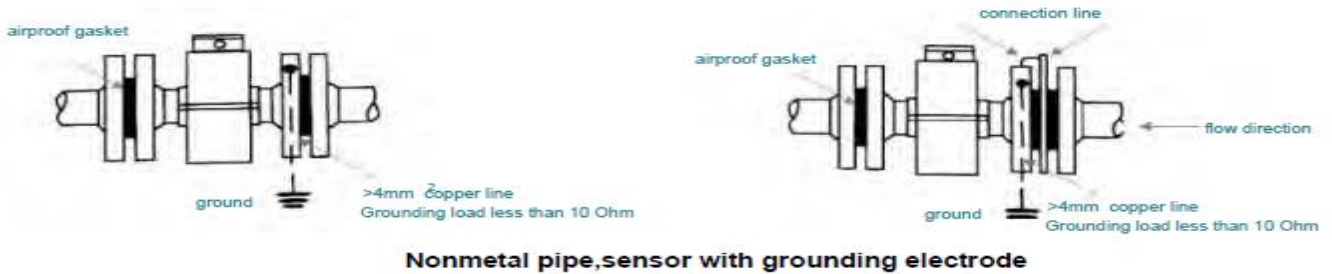 airproof gasket
ground
>4mm 2 copper line
Grounding load less than 10 Ohm
connection line
airproof gasket
flow direction
ground
>4mm copper line
Grounding load less than 10 Ohm
Nonmetal pipe,sensor with grounding electrode